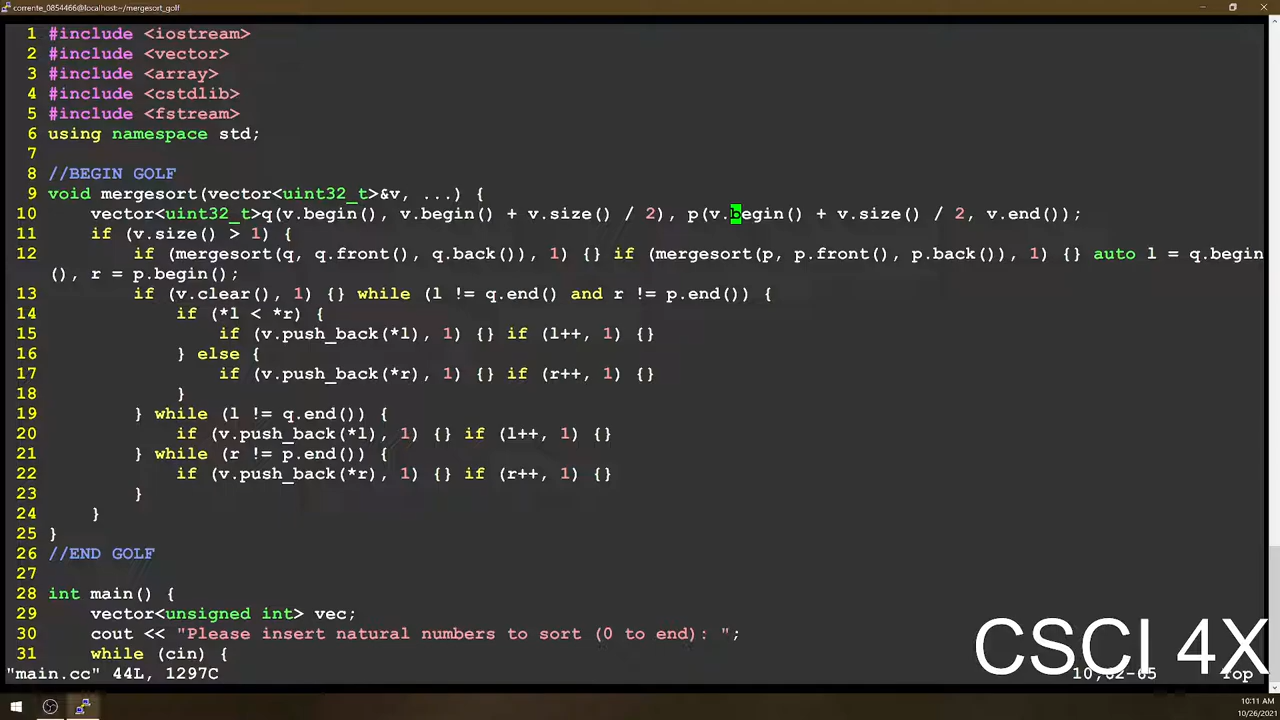 corrente_0854466@localhost:~/mergesort_golf
1 #include <iostream>
2 #include <vector>
3 #include <array>
4 #include <cstdlib>
5 #include <fstream>
6 using namespace std;
7
8 //BEGIN GOLF
9 void mergesort(vector<uint32_t>&v, ...) {
10     vector<uint32_t>q(v.begin(), v.begin() + v.size() / 2), p(v.begin() + v.size() / 2, v.end());
11     if (v.size() > 1) {
12         if (mergesort(q, q.front(), q.back()), 1) {} if (mergesort(p, p.front(), p.back()), 1) {} auto l = q.begin
(), r = p.begin();
13         if (v.clear(), 1) {} while (l != q.end() and r != p.end()) {
14             if (*l < *r) {
15                 if (v.push_back(*l), 1) {} if (l++, 1) {}
16             } else {
17                 if (v.push_back(*r), 1) {} if (r++, 1) {}
18             }
19         } while (l != q.end()) {
20             if (v.push_back(*l), 1) {} if (l++, 1) {}
21         } while (r != p.end()) {
22             if (v.push_back(*r), 1) {} if (r++, 1) {}
23         }
24     }
25 }
26 //END GOLF
27
28 int main() {
29     vector<unsigned int> vec;
30     cout << "Please insert natural numbers to sort (0 to end): ";
31     while (cin) {
"main.cc" 44L, 1297C 10,62-65 Top
CSCI 4X
10:11 AM
10/26/2021